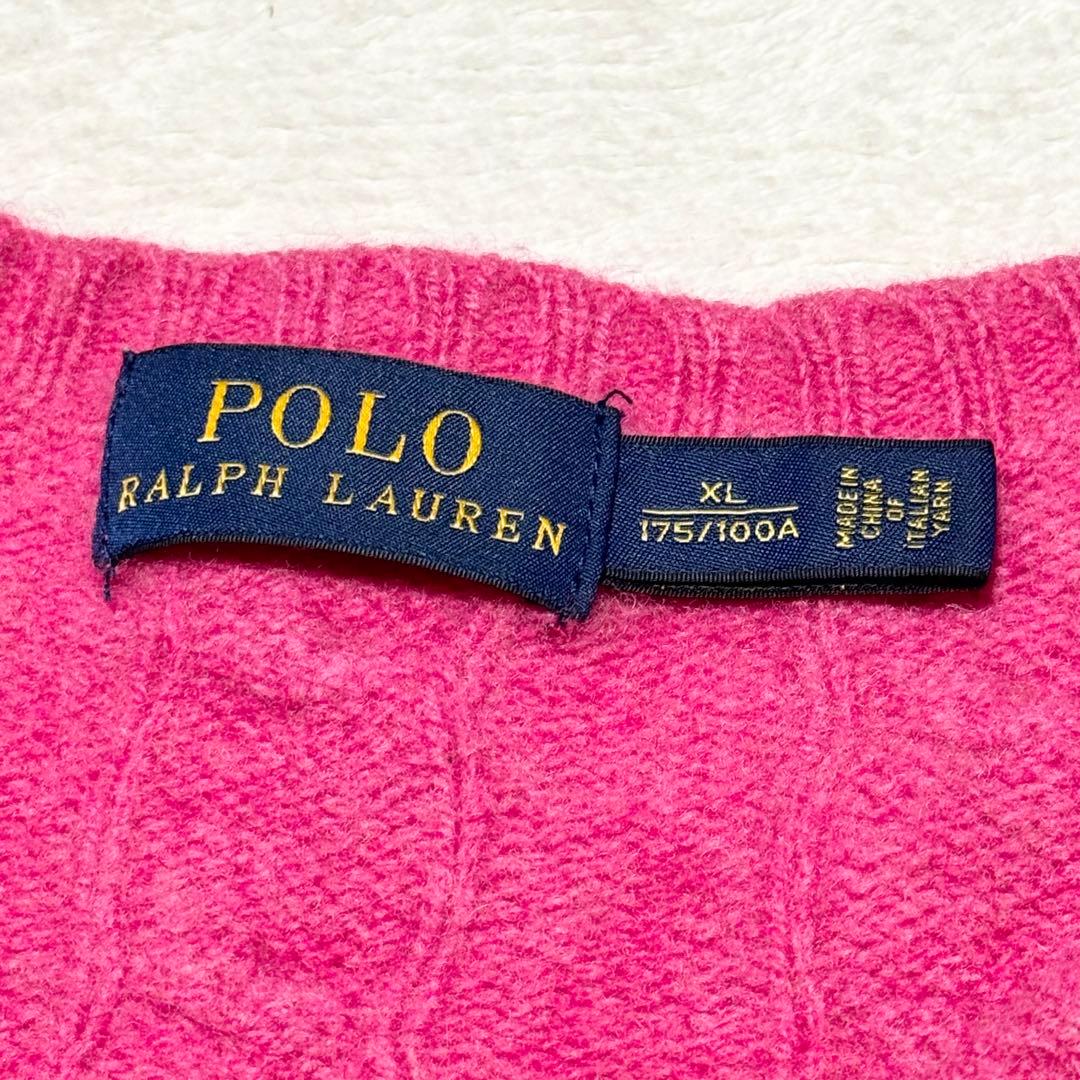 POLO
RALPH LAUREN
XL
175/100A
MADE IN
CHINA
OF
ITALIAN
YARN